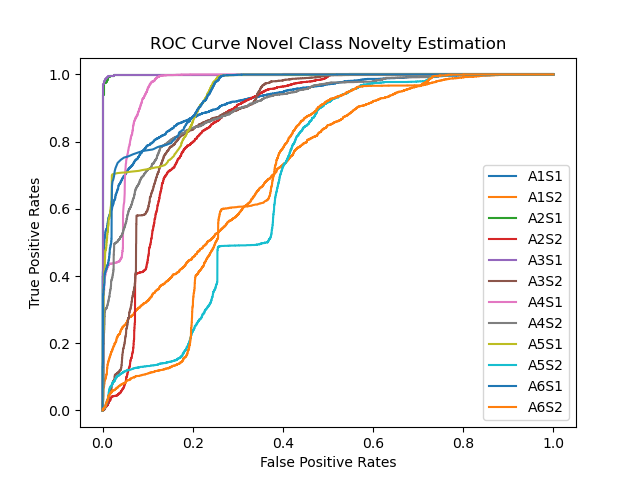 ROC Curve Novel Class Novelty Estimation
True Positive Rates
1.0
0.8
0.6
0.4
0.2
0.0
0.0
0.2
0.4
0.6
0.8
1.0
False Positive Rates
A1S1
A1S2
A2S1
A2S2
A3S1
A3S2
A4S1
A4S2
A5S1
A5S2
A6S1
A6S2